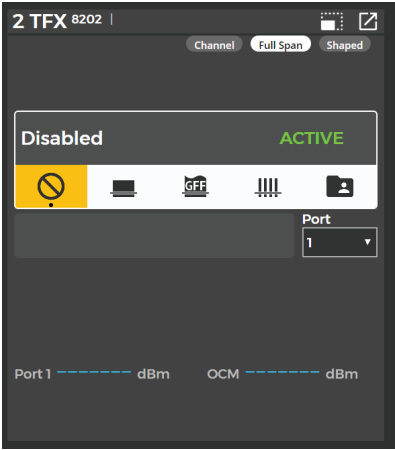 2 TFX 8202 |
Channel Full Span Shaped
Disabled ACTIVE
GFF
Port
1
Port 1 ------- dBm OCM ------- dBm